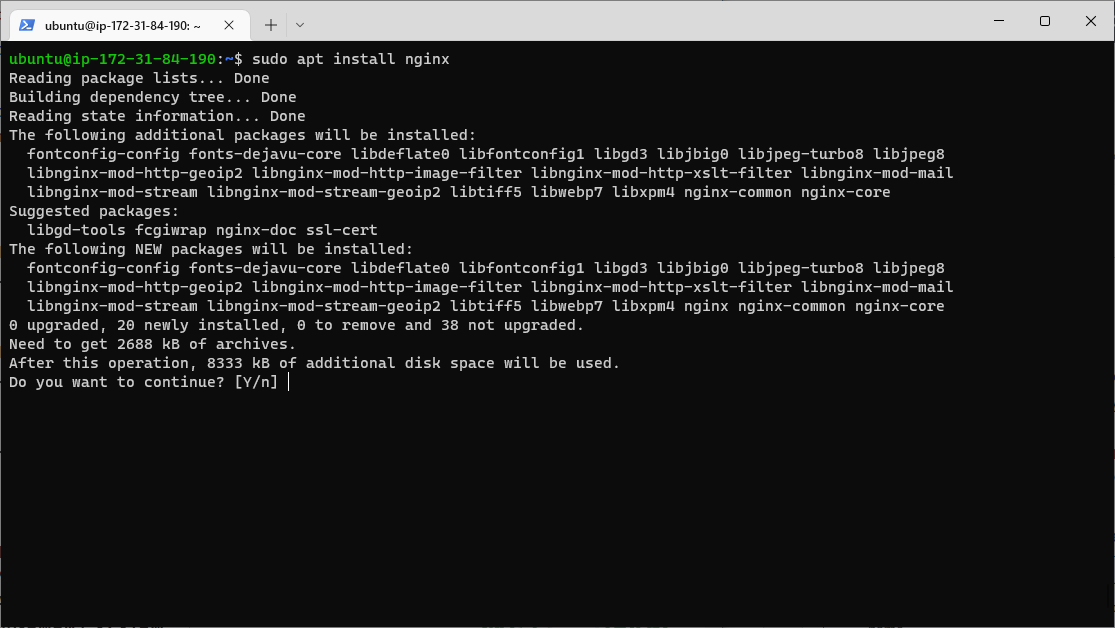 ubuntu@ip-172-31-84-190: ~
ubuntu@ip-172-31-84-190:~$ sudo apt install nginx
Reading package lists... Done
Building dependency tree... Done
Reading state information... Done
The following additional packages will be installed:
  fontconfig-config fonts-dejavu-core libdeflate0 libfontconfig1 libgd3 libjbig0 libjpeg-turbo8 libjpeg8
  libnginx-mod-http-geoip2 libnginx-mod-http-image-filter libnginx-mod-http-xslt-filter libnginx-mod-mail
  libnginx-mod-stream libnginx-mod-stream-geoip2 libtiff5 libwebp7 libxpm4 nginx-common nginx-core
Suggested packages:
  libgd-tools fcgiwrap nginx-doc ssl-cert
The following NEW packages will be installed:
  fontconfig-config fonts-dejavu-core libdeflate0 libfontconfig1 libgd3 libjbig0 libjpeg-turbo8 libjpeg8
  libnginx-mod-http-geoip2 libnginx-mod-http-image-filter libnginx-mod-http-xslt-filter libnginx-mod-mail
  libnginx-mod-stream libnginx-mod-stream-geoip2 libtiff5 libwebp7 libxpm4 nginx nginx-common nginx-core
0 upgraded, 20 newly installed, 0 to remove and 38 not upgraded.
Need to get 2688 kB of archives.
After this operation, 8333 kB of additional disk space will be used.
Do you want to continue? [Y/n]